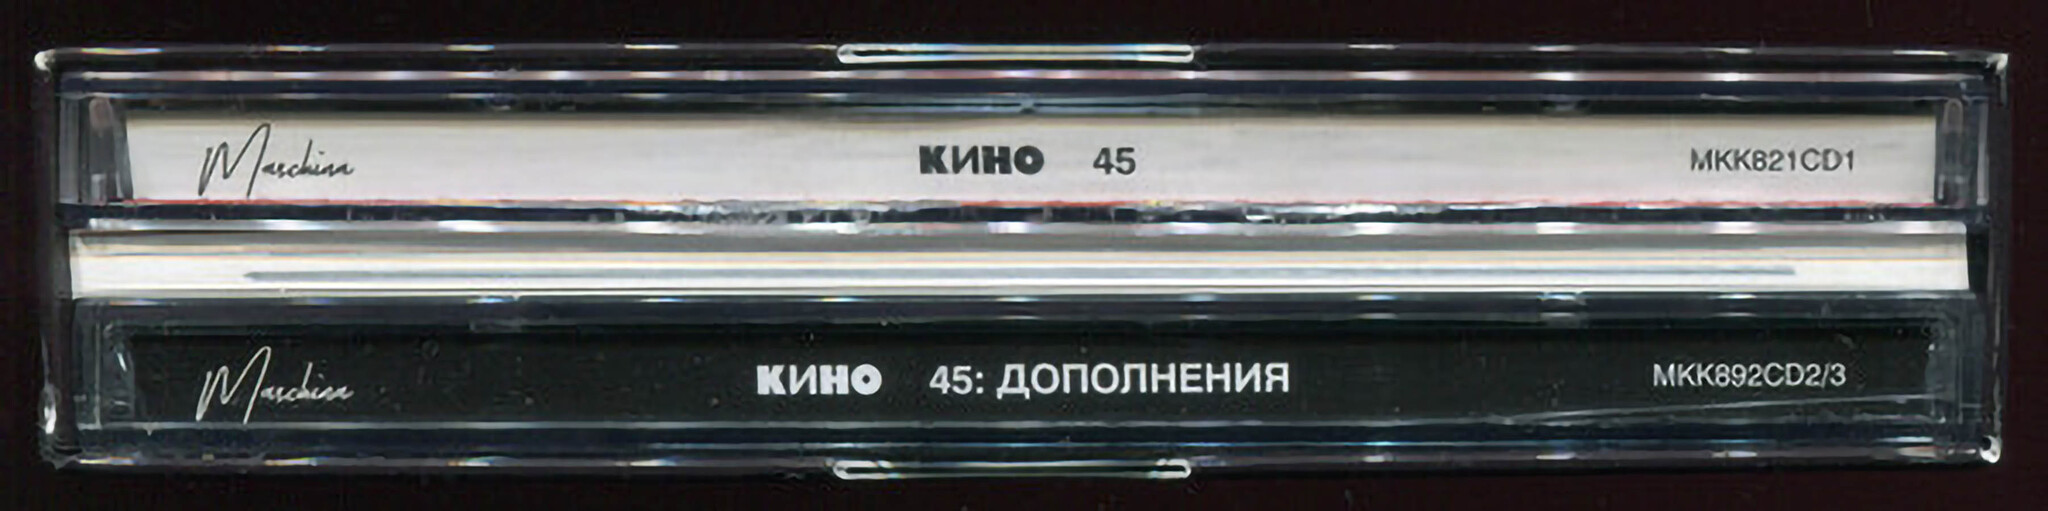 Maschina КИНО 45 MKK821CD1
Maschina КИНО 45: ДОПОЛНЕНИЯ MKK892CD2/3